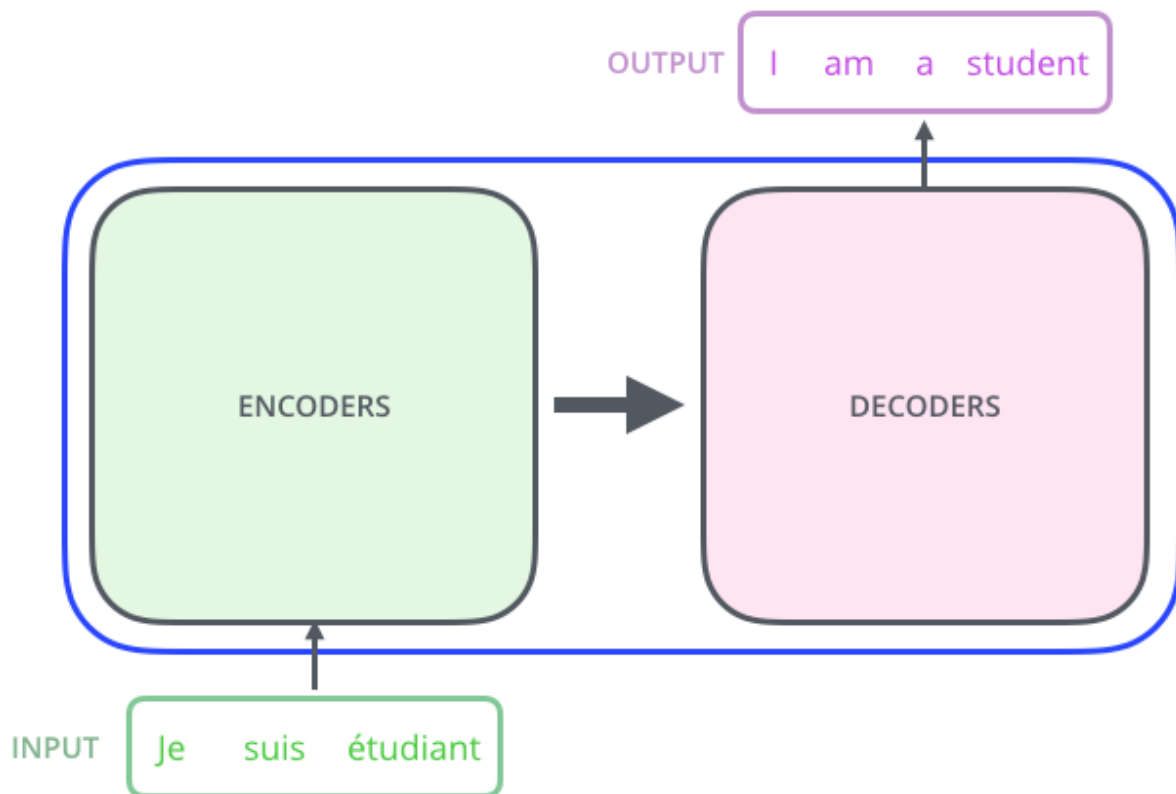 OUTPUT
I am a student
ENCODERS
DECODERS
INPUT
Je suis étudiant